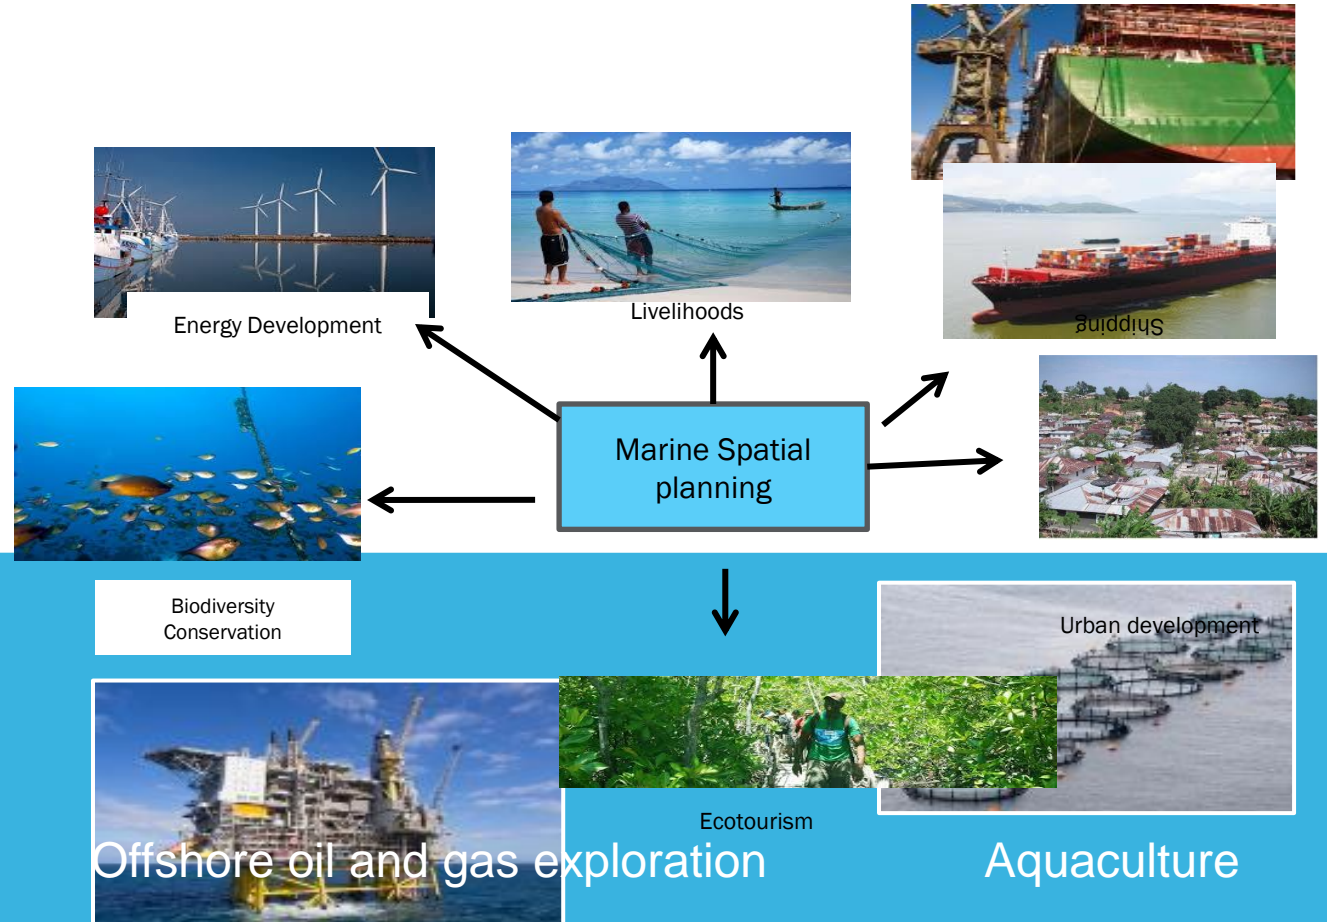 Energy Development
Livelihoods
Shipping
Marine Spatial
planning
Biodiversity
Conservation
Urban development
Ecotourism
Offshore oil and gas exploration
Aquaculture